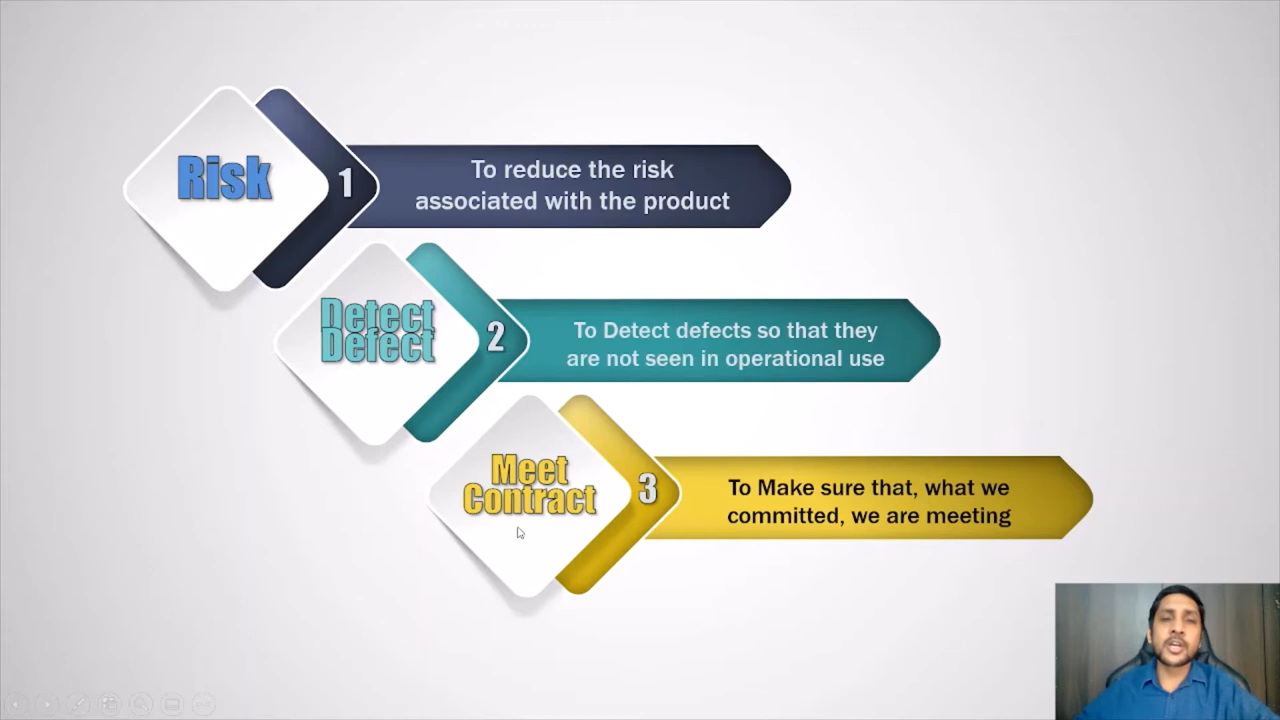 Risk
1
To reduce the risk
associated with the product
Detect
Defect
2
To Detect defects so that they
are not seen in operational use
Meet
Contract
3
To Make sure that, what we
committed, we are meeting